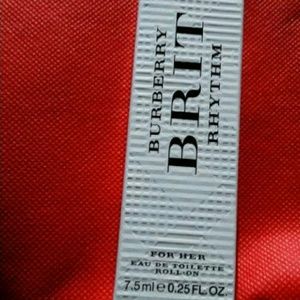 BURBERRY
BRIT
RHYTHM
FOR HER
EAU DE TOILETTE
ROLL-ON
7.5ml ℮ 0.25 FL.OZ.